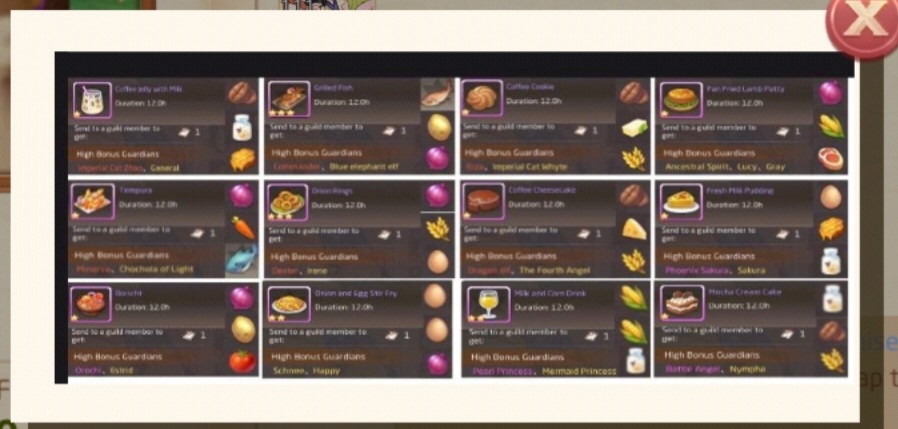 Coffee Jelly with Milk
Duration: 12.0h
Send to a guild member to
get:
1
High Bonus Guardians
Imperial Cat Zhao、General
Grilled Fish
Duration: 12.0h
Send to a guild member to
get:
1
High Bonus Guardians
Commander、Blue elephant elf
Coffee Cookie
Duration: 12.0h
Send to a guild member to
get:
1
High Bonus Guardians
Imperial Cat Whyte
Pan Fried Lamb Patty
Duration: 12.0h
Send to a guild member to
get:
1
High Bonus Guardians
Ancestral Spirit、Lucy、Gray
Tempura
Duration: 12.0h
Send to a guild member to
get:
1
High Bonus Guardians
Minerva、Chochola of Light
Onion Rings
Duration: 12.0h
Send to a guild member to
get:
1
High Bonus Guardians
Dexter、Irene
Coffee Cheesecake
Duration: 12.0h
Send to a guild member to
get:
1
High Bonus Guardians
Dragon elf、The Fourth Angel
Fresh Milk Pudding
Duration: 12.0h
Send to a guild member to
get:
1
High Bonus Guardians
Phoenix Sakura、Sakura
Borscht
Duration: 12.0h
Send to a guild member to
get:
1
High Bonus Guardians
Orochi、Estrid
Onion and Egg Stir Fry
Duration: 12.0h
Send to a guild member to
get:
1
High Bonus Guardians
Schnee、Happy
Milk and Corn Drink
Duration: 12.0h
Send to a guild member to
get:
1
High Bonus Guardians
Pearl Princess、Mermaid Princess
Mocha Cream Cake
Duration: 12.0h
Send to a guild member to
get:
1
High Bonus Guardians
Battle Angel、Nympha